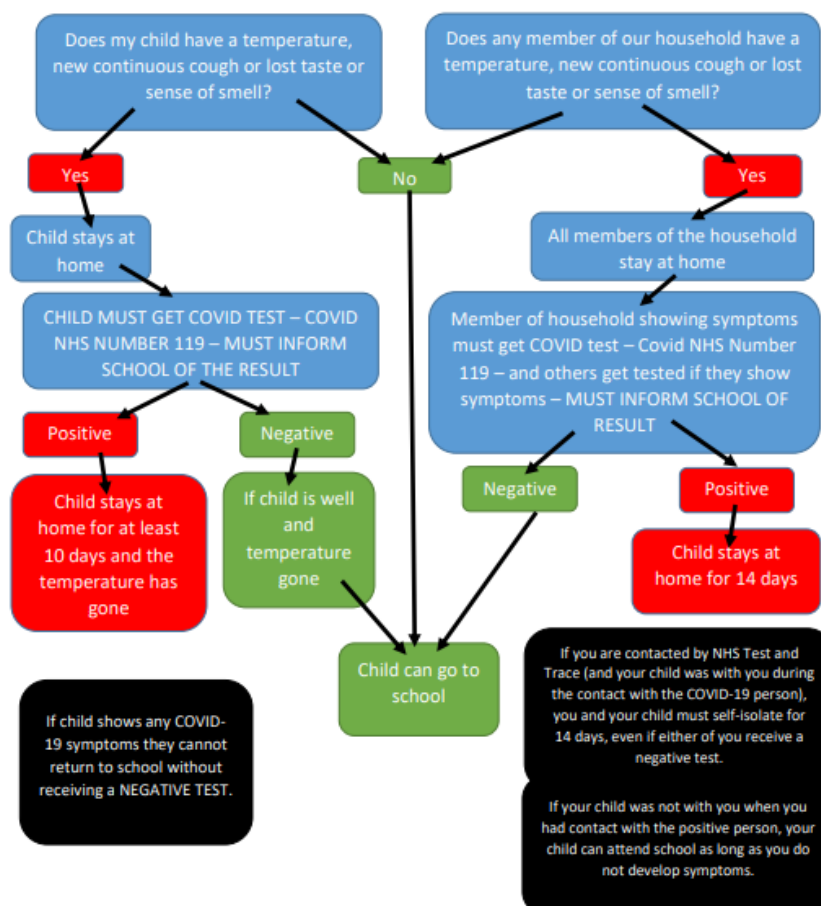 Does my child have a temperature,
new continuous cough or lost taste or
sense of smell?
Does any member of our household have a
temperature, new continuous cough or lost
taste or sense of smell?
Yes
No
Yes
Child stays at
home
All members of the household
stay at home
CHILD MUST GET COVID TEST – COVID
NHS NUMBER 119 – MUST INFORM
SCHOOL OF THE RESULT
Member of household showing symptoms
must get COVID test – Covid NHS Number
119 – and others get tested if they show
symptoms – MUST INFORM SCHOOL OF
RESULT
Positive
Negative
Negative
Positive
Child stays at
home for at least
10 days and the
temperature has
gone
If child is well
and
temperature
gone
Child stays at
home for 14 days
Child can go to
school
If child shows any COVID-
19 symptoms they cannot
return to school without
receiving a NEGATIVE TEST.
If you are contacted by NHS Test and
Trace (and your child was with you during
the contact with the COVID-19 person),
you and your child must self-isolate for
14 days, even if either of you receive a
negative test.
If your child was not with you when you
had contact with the positive person, your
child can attend school as long as you do
not develop symptoms.